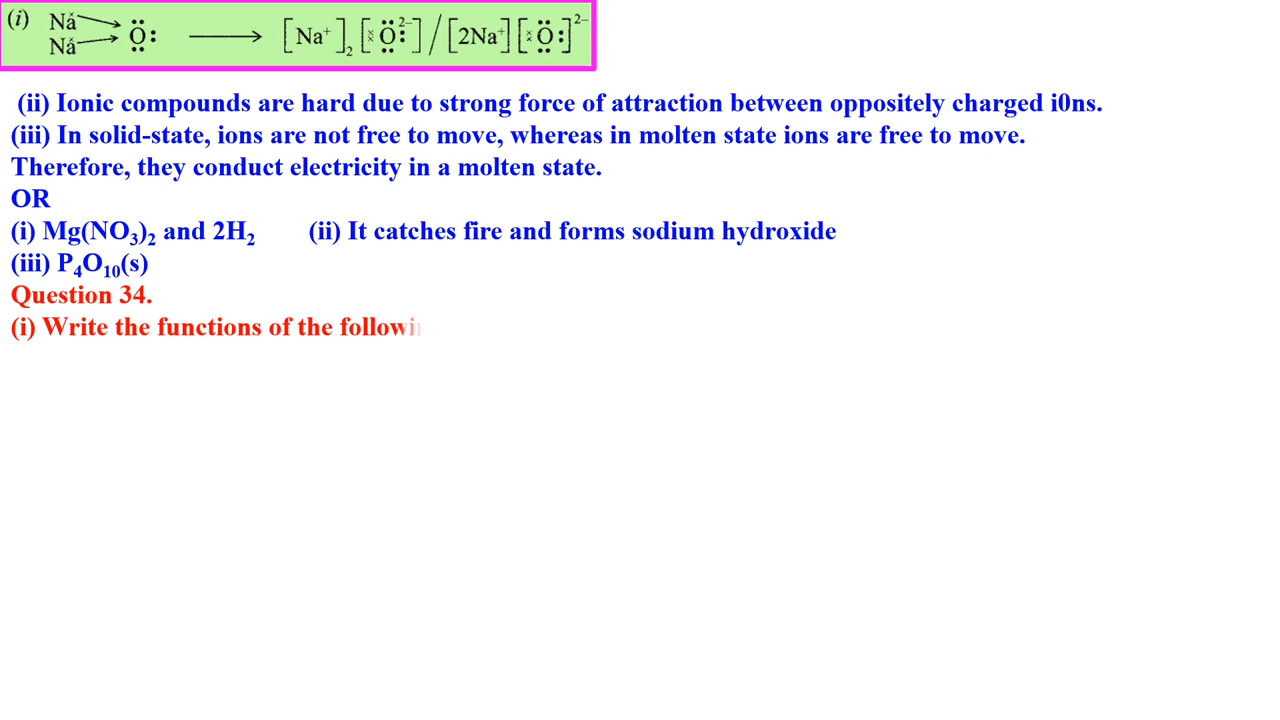 (i) Na Na O: ⟶ [Na⁺]₂ [×× O: ²⁻] / [2Na⁺] [×× O:]²⁻
(ii) Ionic compounds are hard due to strong force of attraction between oppositely charged i0ns.
(iii) In solid-state, ions are not free to move, whereas in molten state ions are free to move.
Therefore, they conduct electricity in a molten state.
OR
(i) Mg(NO₃)₂ and 2H₂ (ii) It catches fire and forms sodium hydroxide
(iii) P₄O₁₀(s)
Question 34.
(i) Write the functions of the followi